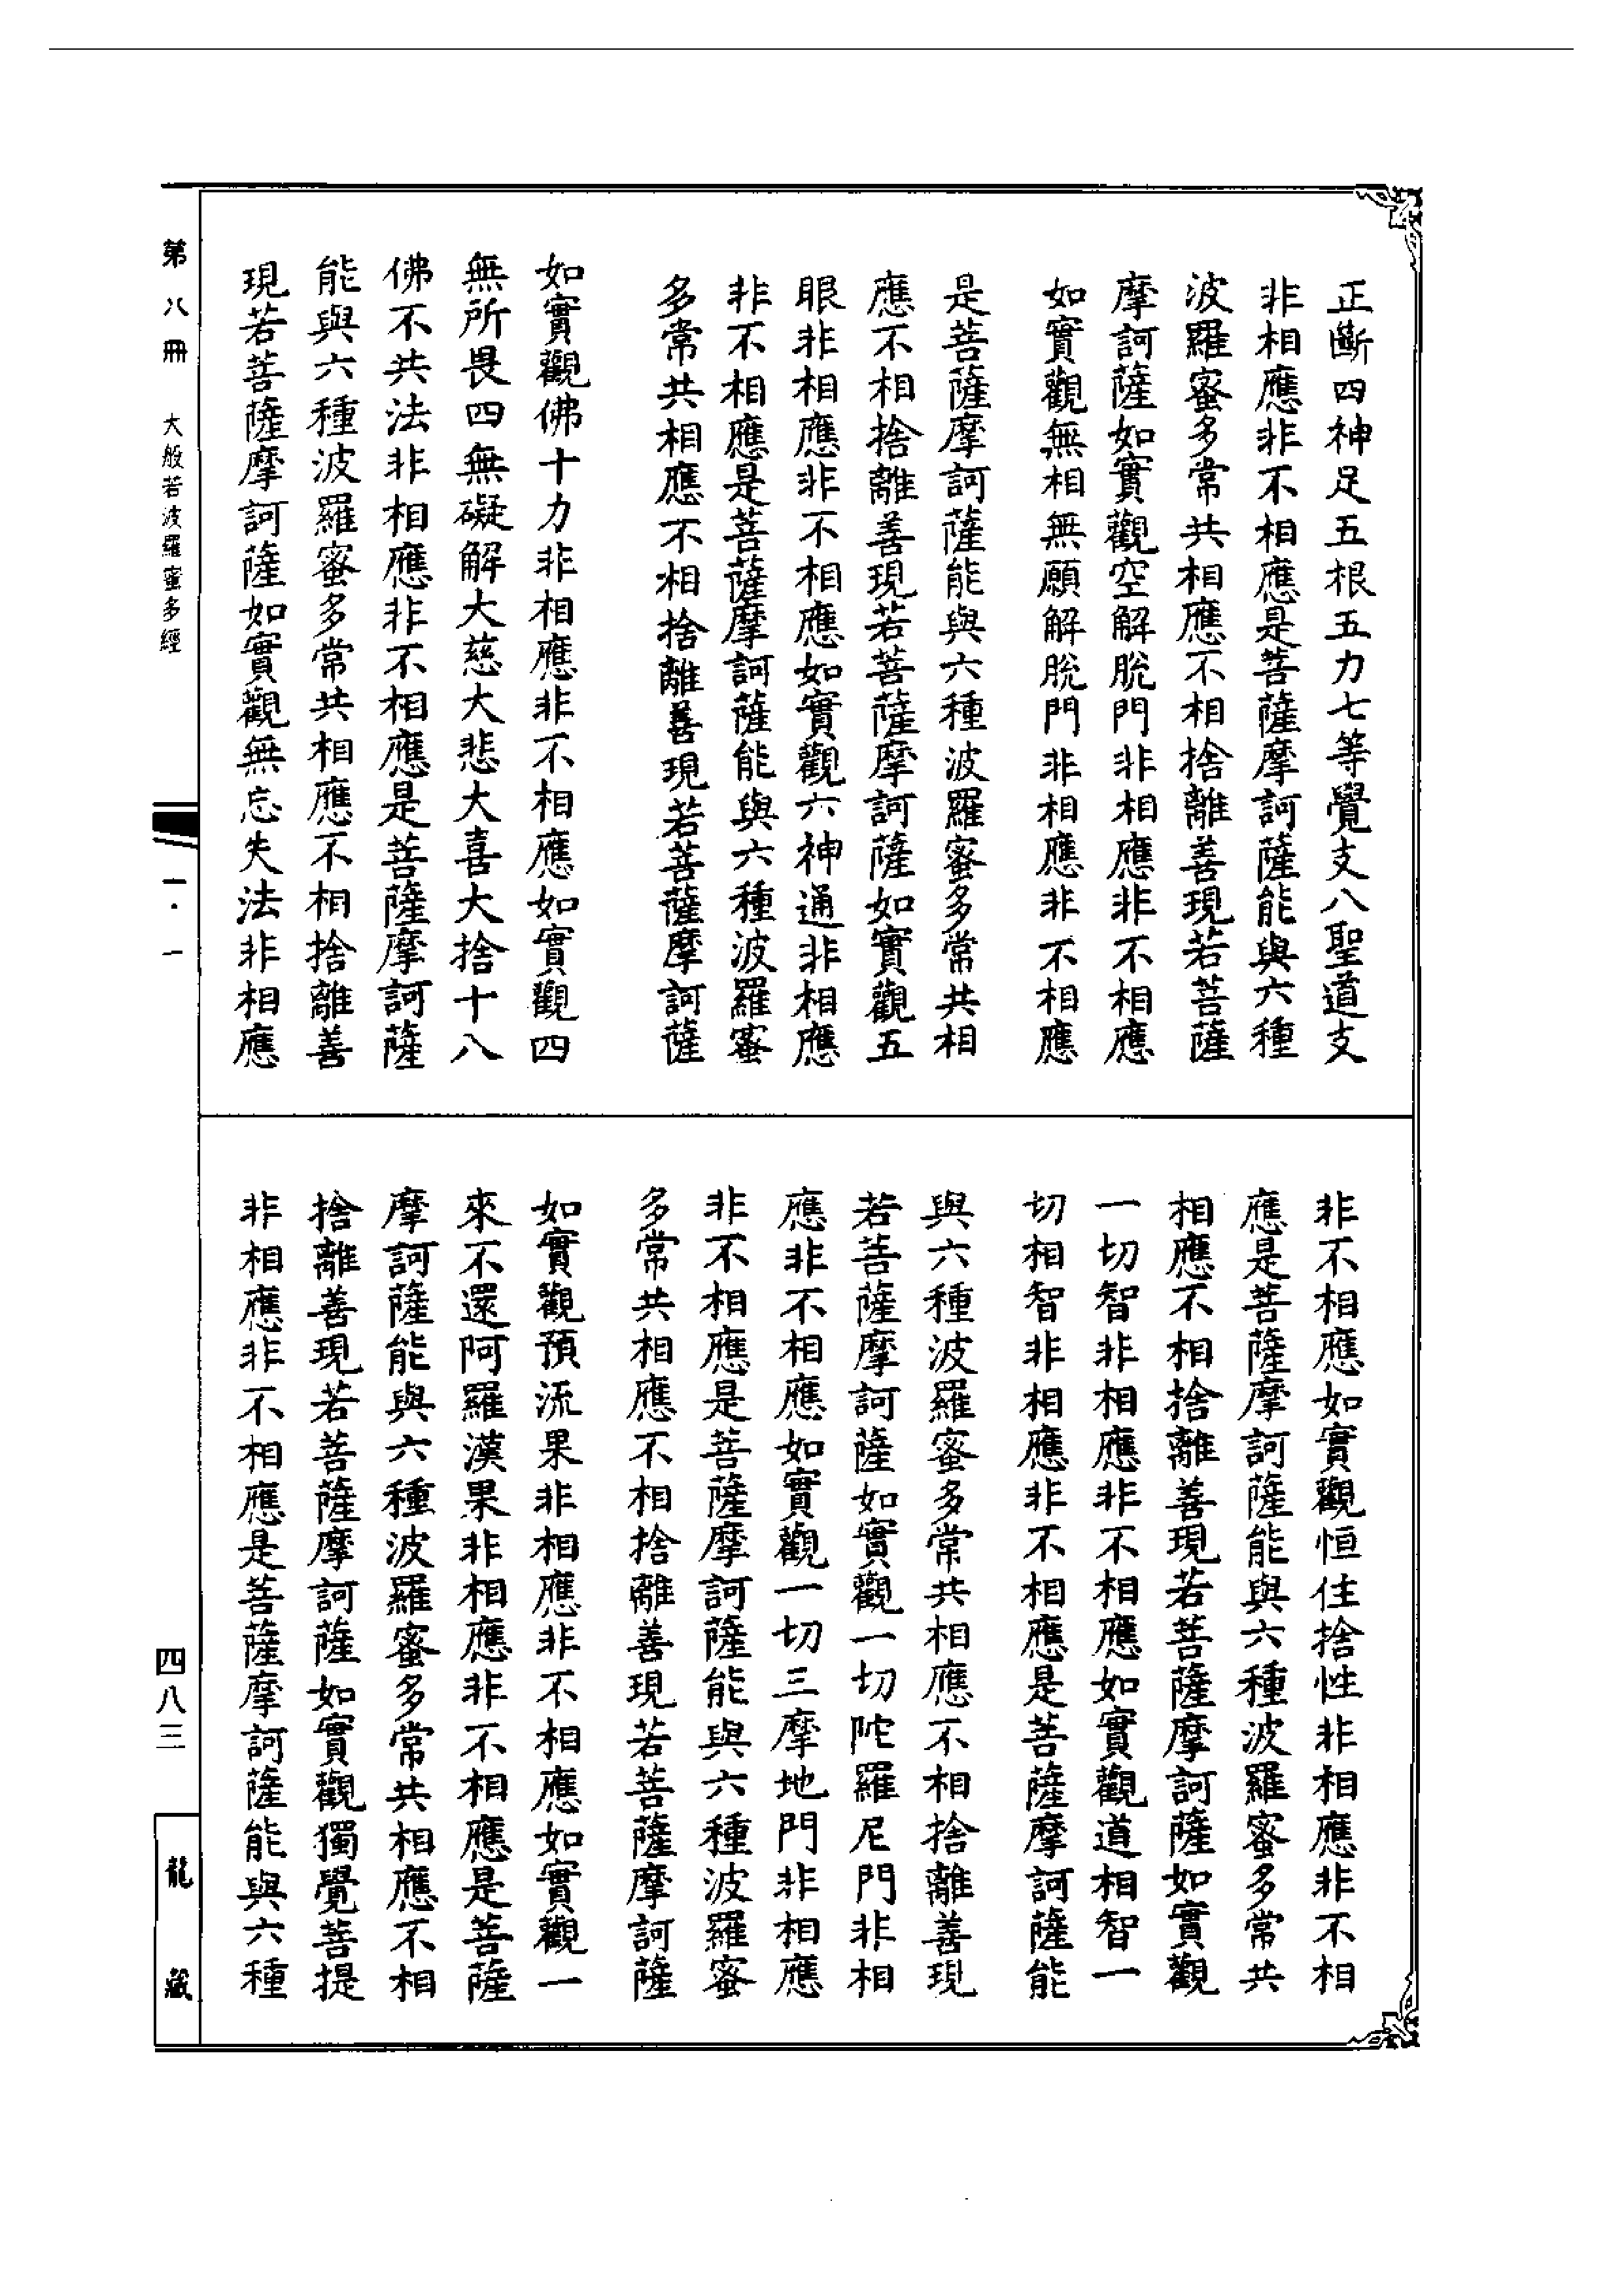 正斷四神足五根五力七等覺支八聖道支
非相應非不相應是菩薩摩訶薩能與六種
波羅蜜多常共相應不相捨離善現若菩薩
摩訶薩如實觀空解脫門非相應非不相應
如實觀無相無願解脫門非相應非不相應
是菩薩摩訶薩能與六種波羅蜜多常共相
應不相捨離善現若菩薩摩訶薩如實觀五
眼非相應非不相應如實觀六神通非相應
非不相應是菩薩摩訶薩能與六種波羅蜜
多常共相應不相捨離善現若菩薩摩訶薩
如實觀佛十力非相應非不相應如實觀四
無所畏四無礙解大慈大悲大喜大捨十八
佛不共法非相應非不相應是菩薩摩訶薩
能與六種波羅蜜多常共相應不相捨離善
現若菩薩摩訶薩如實觀無忘失法非相應
非不相應如實觀恒住捨性非相應非不相
應是菩薩摩訶薩能與六種波羅蜜多常共
相應不相捨離善現若菩薩摩訶薩如實觀
一切智非相應非不相應如實觀道相智一
切相智非相應非不相應是菩薩摩訶薩能
與六種波羅蜜多常共相應不相捨離善現
若菩薩摩訶薩如實觀一切陀羅尼門非相
應非不相應如實觀一切三摩地門非相應
非不相應是菩薩摩訶薩能與六種波羅蜜
多常共相應不相捨離善現若菩薩摩訶薩
如實觀預流果非相應非不相應如實觀一
來不還阿羅漢果非相應非不相應是菩薩
摩訶薩能與六種波羅蜜多常共相應不相
捨離善現若菩薩摩訶薩如實觀獨覺菩提
非相應非不相應是菩薩摩訶薩能與六種
第八冊 大般若波羅蜜多經
一·一
四八三
龍藏